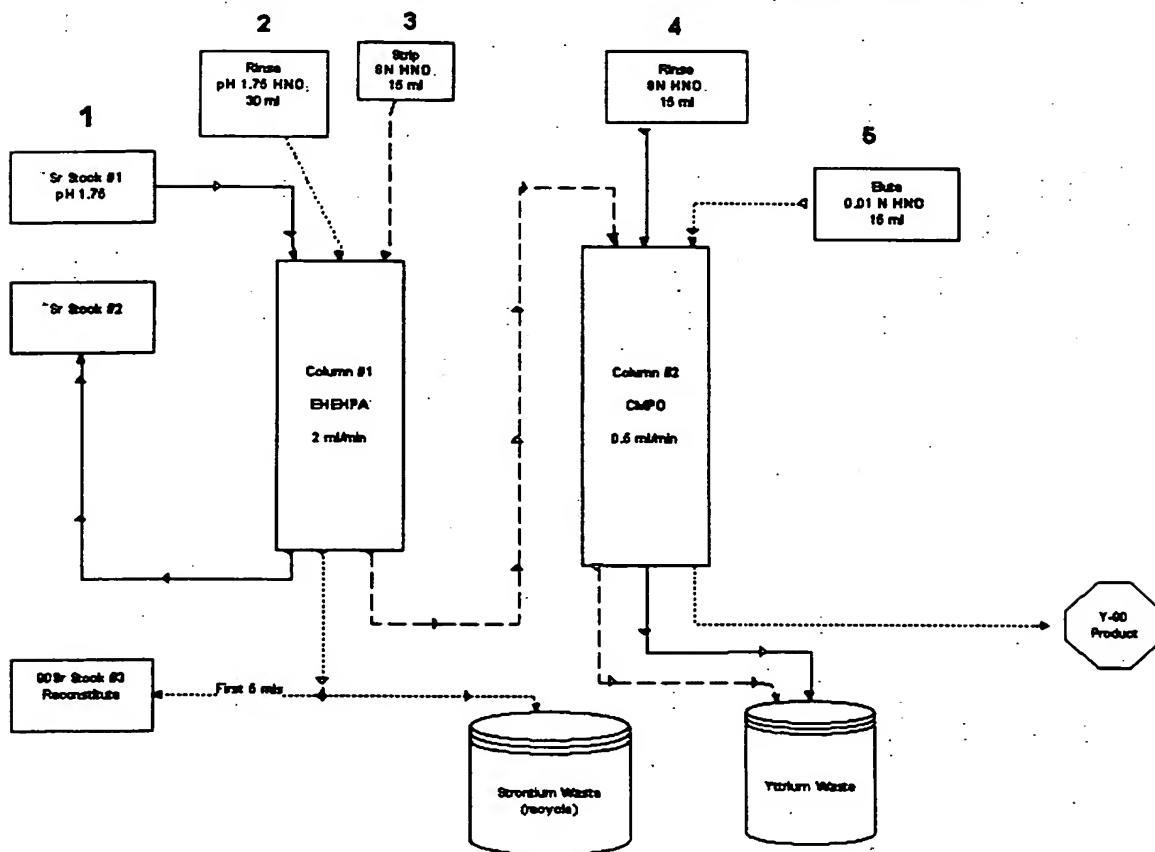 1
Sr Stock #1
pH 1.75
2
Rinse
pH 1.75 HNO
30 ml
3
Strip
8N HNO
15 ml
4
Rinse
8N HNO
15 ml
5
Elute
0.01 N HNO
15 ml
Sr Stock #2
Column #1
EHEHPA
2 ml/min
Column #2
CMPO
0.5 ml/min
90Sr Stock #3
Reconstitute
First 5 mls
Strontium Waste
(recycle)
Yttrium Waste
Y-90
Product